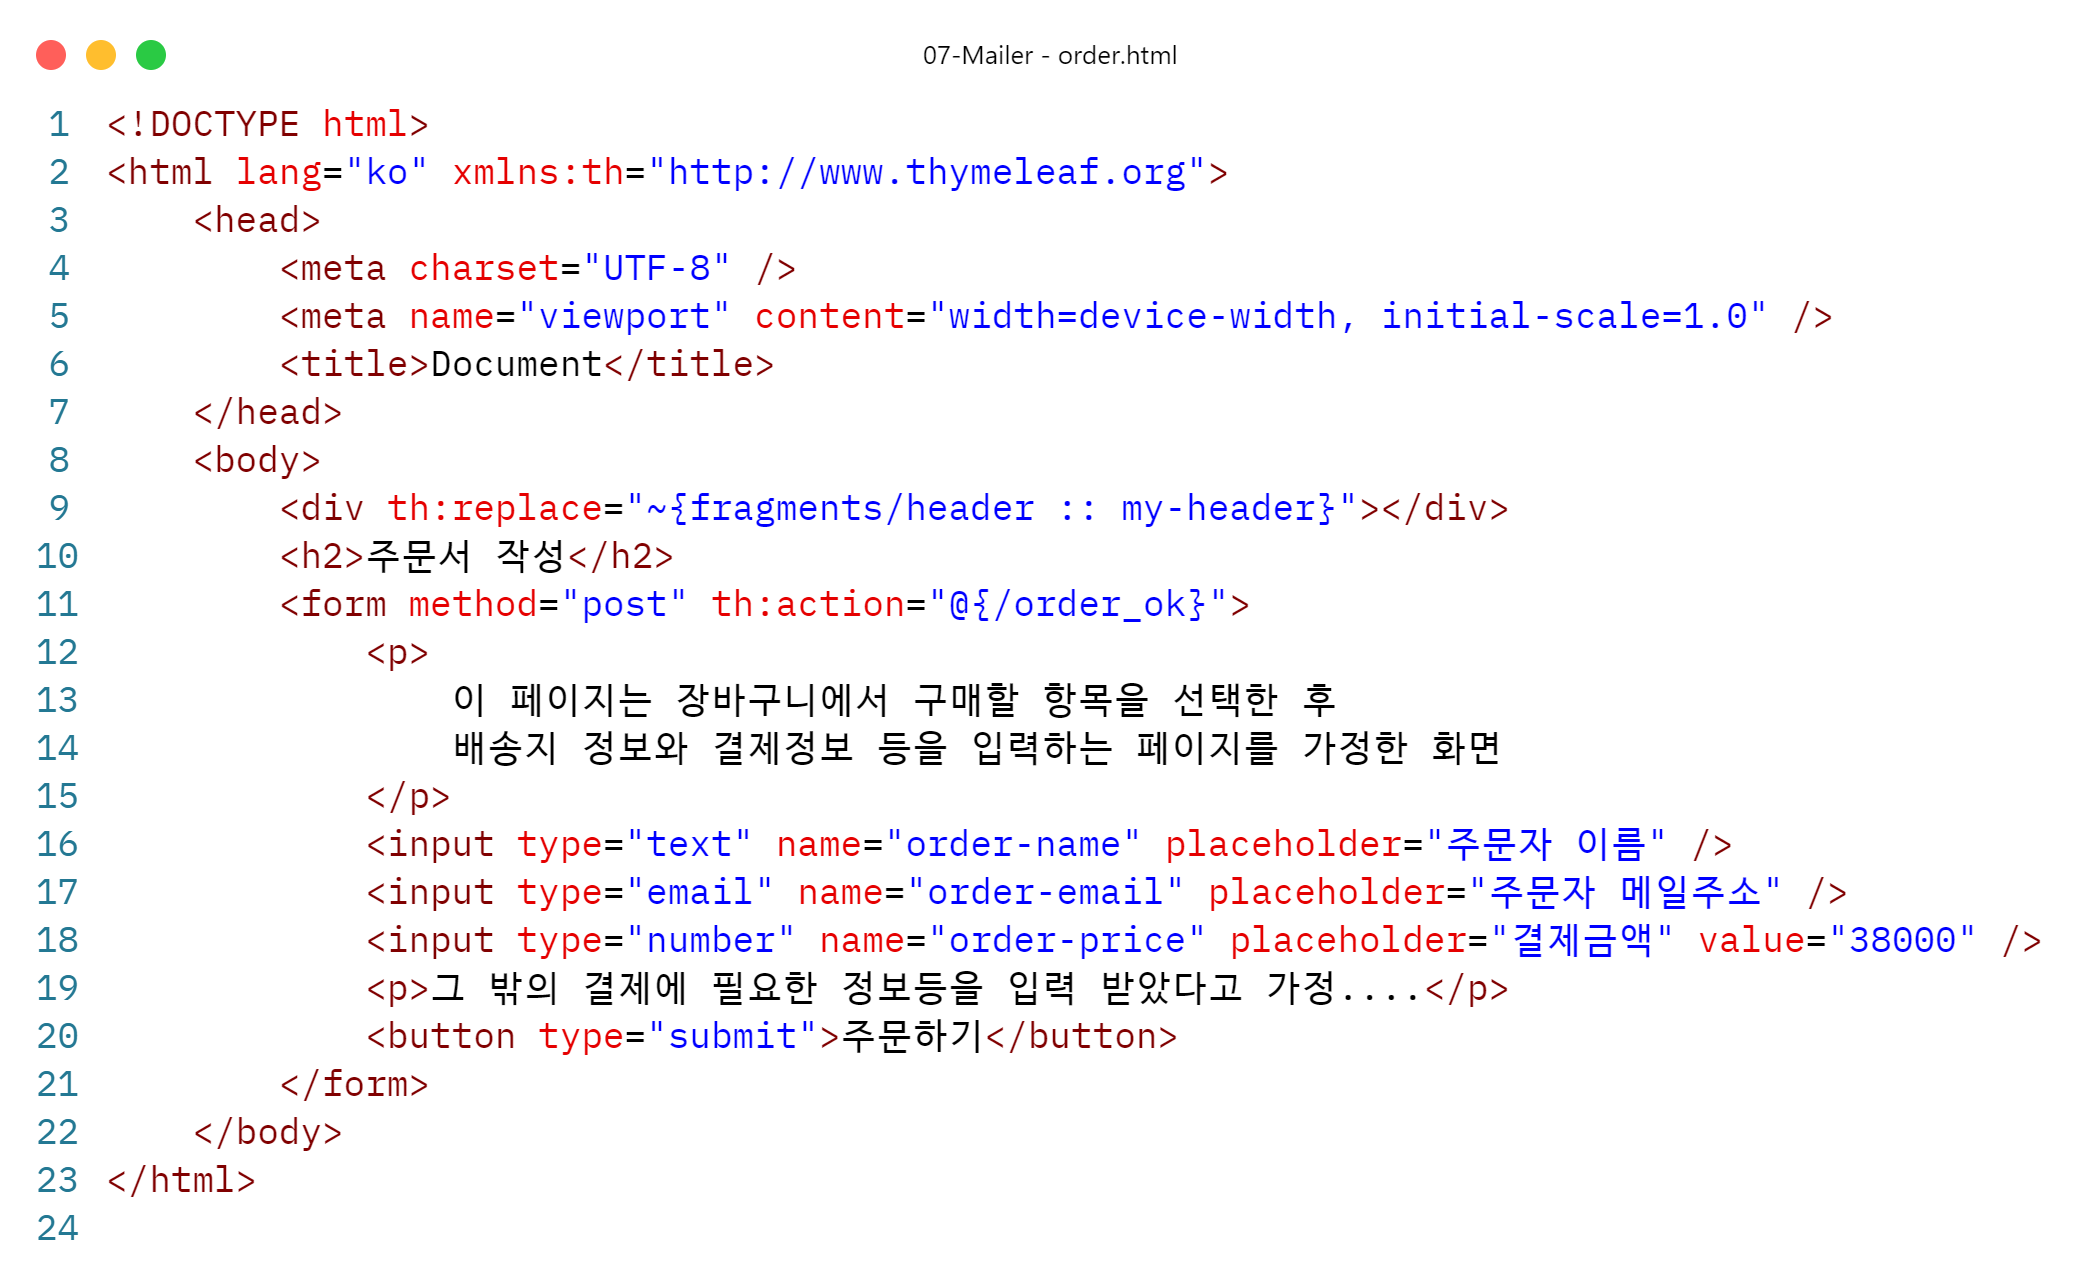 07-Mailer - order.html
1 <!DOCTYPE html>
2 <html lang="ko" xmlns:th="http://www.thymeleaf.org">
3     <head>
4         <meta charset="UTF-8" />
5         <meta name="viewport" content="width=device-width, initial-scale=1.0" />
6         <title>Document</title>
7     </head>
8     <body>
9         <div th:replace="~{fragments/header :: my-header}"></div>
10         <h2>주문서 작성</h2>
11         <form method="post" th:action="@{/order_ok}">
12             <p>
13                 이 페이지는 장바구니에서 구매할 항목을 선택한 후
14                 배송지 정보와 결제정보 등을 입력하는 페이지를 가정한 화면
15             </p>
16             <input type="text" name="order-name" placeholder="주문자 이름" />
17             <input type="email" name="order-email" placeholder="주문자 메일주소" />
18             <input type="number" name="order-price" placeholder="결제금액" value="38000" />
19             <p>그 밖의 결제에 필요한 정보등을 입력 받았다고 가정....</p>
20             <button type="submit">주문하기</button>
21         </form>
22     </body>
23 </html>
24